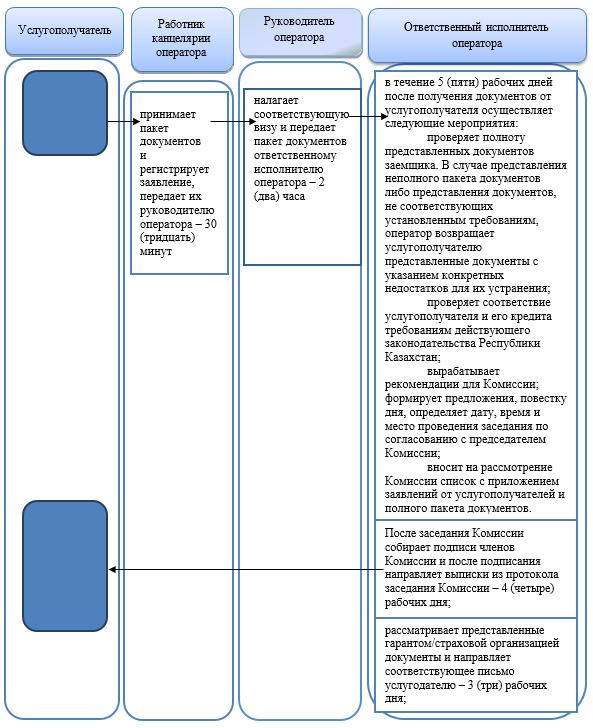 Услугополучатель
Работник
канцелярии
оператора
Руководитель
оператора
Ответственный исполнитель
оператора
принимает
пакет
документов
и
регистрирует
заявление,
передает их
руководителю
оператора – 30
(тридцать)
минут
налагает
соответствующую
визу и передает
пакет документов
ответственному
исполнителю
оператора – 2
(два) часа
в течение 5 (пяти) рабочих дней
после получения документов от
услугополучателя осуществляет
следующие мероприятия:
проверяет полноту
представленных документов
заемщика. В случае представления
неполного пакета документов
либо представления документов,
не соответствующих
установленным требованиям,
оператор возвращает
услугополучателю
представленные документы с
указанием конкретных
недостатков для их устранения;
проверяет соответствие
услугополучателя и его кредита
требованиям действующего
законодательства Республики
Казахстан;
вырабатывает
рекомендации для Комиссии;
формирует предложения, повестку
дня, определяет дату, время и
место проведения заседания по
согласованию с председателем
Комиссии;
вносит на рассмотрение
Комиссии список с приложением
заявлений от услугополучателей и
полного пакета документов.
После заседания Комиссии
собирает подписи членов
Комиссии и после подписания
направляет выписки из протокола
заседания Комиссии – 4 (четыре)
рабочих дня;
рассматривает представленные
гарантом/страховой организацией
документы и направляет
соответствующее письмо
услугодателю – 3 (три) рабочих
дня;